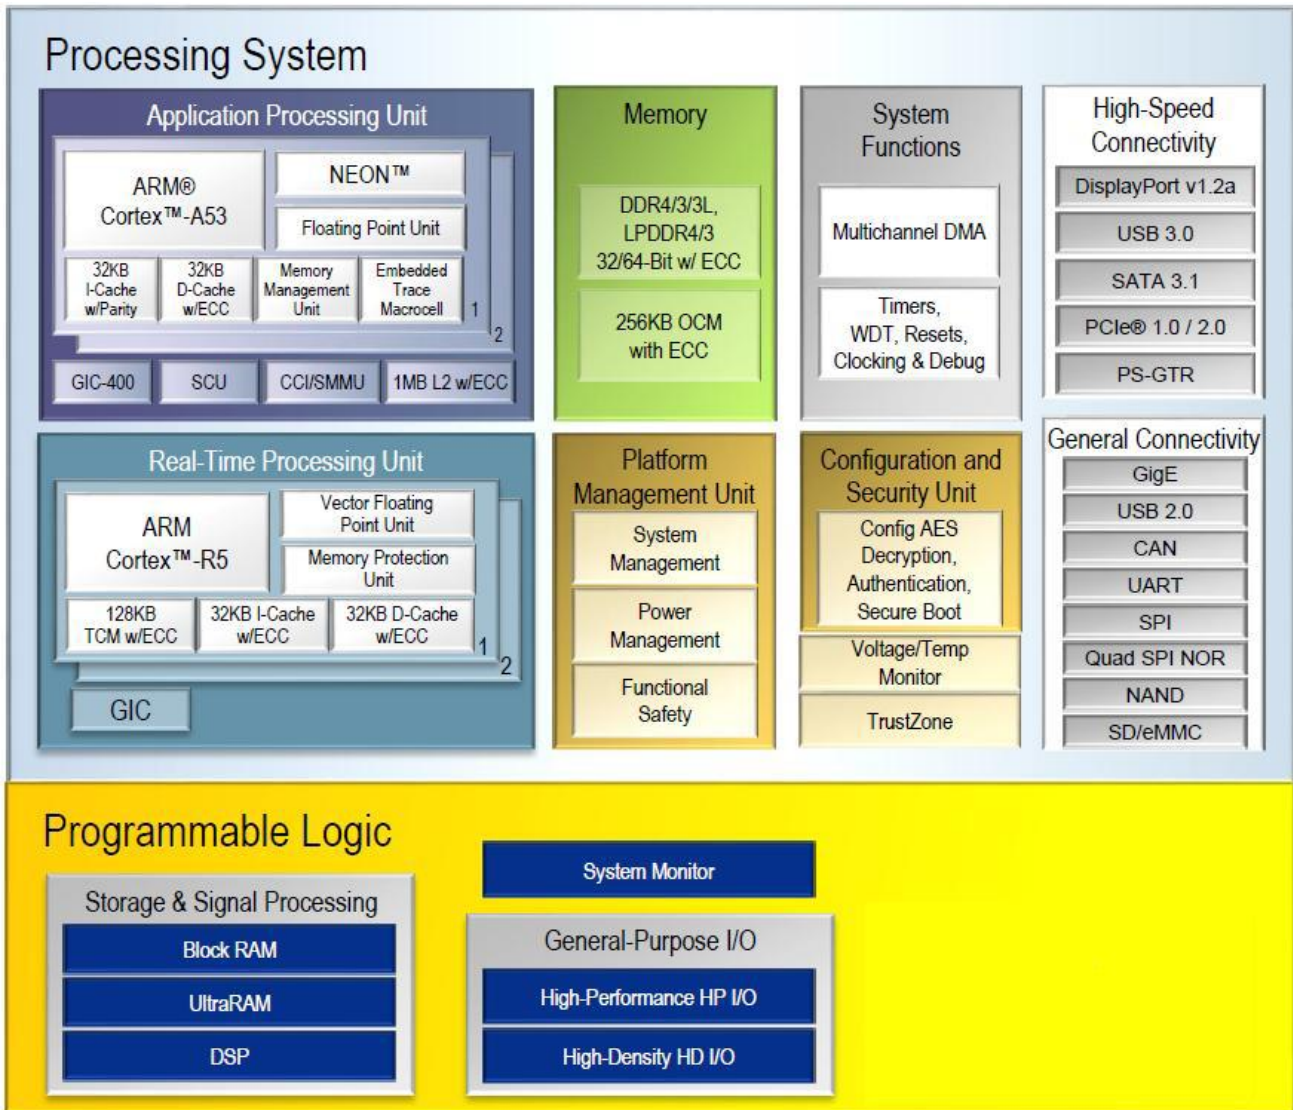 Processing System
Application Processing Unit
ARM®
Cortex™-A53
NEON™
Floating Point Unit
32KB
I-Cache
w/Parity
32KB
D-Cache
w/ECC
Memory
Management
Unit
Embedded
Trace
Macrocell
1
2
GIC-400
SCU
CCI/SMMU
1MB L2 w/ECC
Memory
DDR4/3/3L,
LPDDR4/3
32/64-Bit w/ ECC
256KB OCM
with ECC
System
Functions
Multichannel DMA
Timers,
WDT, Resets,
Clocking & Debug
High-Speed
Connectivity
DisplayPort v1.2a
USB 3.0
SATA 3.1
PCIe® 1.0 / 2.0
PS-GTR
Real-Time Processing Unit
ARM
Cortex™-R5
Vector Floating
Point Unit
Memory Protection
Unit
128KB
TCM w/ECC
32KB I-Cache
w/ECC
32KB D-Cache
w/ECC
1
2
GIC
Platform
Management Unit
System
Management
Power
Management
Functional
Safety
Configuration and
Security Unit
Config AES
Decryption,
Authentication,
Secure Boot
Voltage/Temp
Monitor
TrustZone
General Connectivity
GigE
USB 2.0
CAN
UART
SPI
Quad SPI NOR
NAND
SD/eMMC
Programmable Logic
Storage & Signal Processing
Block RAM
UltraRAM
DSP
System Monitor
General-Purpose I/O
High-Performance HP I/O
High-Density HD I/O